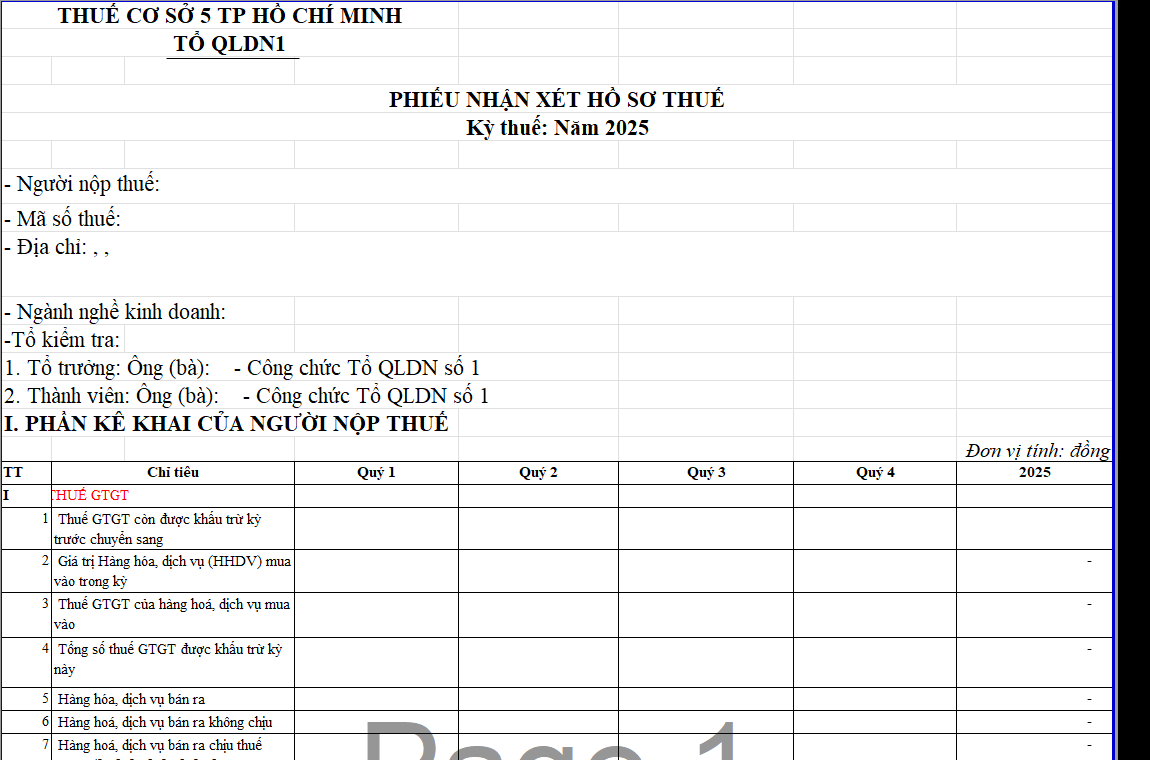 THUẾ CƠ SỞ 5 TP HỒ CHÍ MINH
TỔ QLDN1
PHIẾU NHẬN XÉT HỒ SƠ THUẾ
Kỳ thuế: Năm 2025
- Người nộp thuế:
- Mã số thuế:
- Địa chỉ: , ,
- Ngành nghề kinh doanh:
-Tổ kiểm tra:
1. Tổ trưởng: Ông (bà): - Công chức Tổ QLDN số 1
2. Thành viên: Ông (bà): - Công chức Tổ QLDN số 1
I. PHẦN KÊ KHAI CỦA NGƯỜI NỘP THUẾ
Đơn vị tính: đồng
TT Chỉ tiêu Quý 1 Quý 2 Quý 3 Quý 4 2025
I THUẾ GTGT
1 Thuế GTGT còn được khấu trừ kỳ
trước chuyển sang
2 Giá trị Hàng hóa, dịch vụ (HHDV) mua -
vào trong kỳ
3 Thuế GTGT của hàng hoá, dịch vụ mua -
vào
4 Tổng số thuế GTGT được khấu trừ kỳ -
này
5 Hàng hóa, dịch vụ bán ra -
6 Hàng hoá, dịch vụ bán ra không chịu -
7 Hàng hoá, dịch vụ bán ra chịu thuế -
Page 1